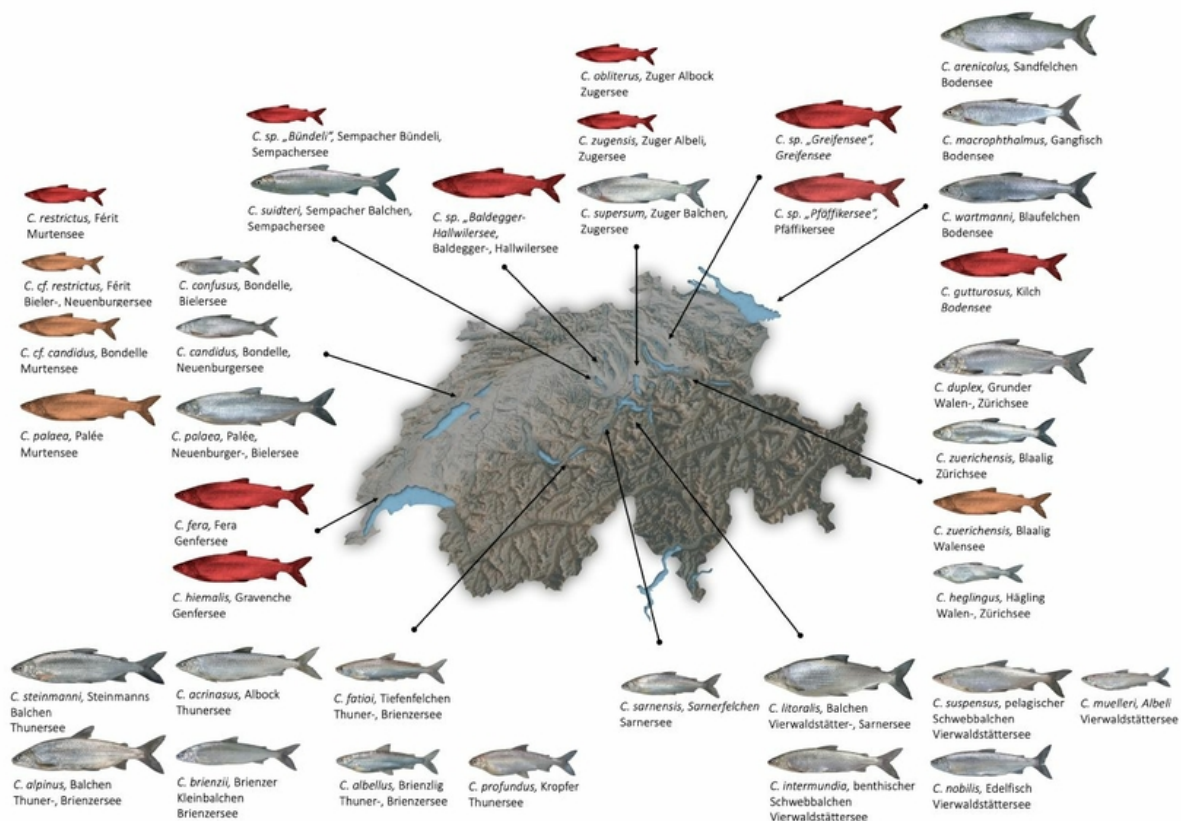 C. obliterus, Zuger Albock
Zugersee
C. arenicolus, Sandfelchen
Bodensee
C. sp. „Bündeli“, Sempacher Bündeli,
Sempachersee
C. zugensis, Zuger Albeli,
Zugersee
C. sp. „Greifensee“,
Greifensee
C. macrophthalmus, Gangfisch
Bodensee
C. restrictus, Férit
Murtensee
C. suidteri, Sempacher Balchen,
Sempachersee
C. sp. „Baldegger-
Hallwilersee,
Baldegger-, Hallwilersee
C. supersum, Zuger Balchen,
Zugersee
C. sp. „Pfäffikersee“,
Pfäffikersee
C. wartmanni, Blaufelchen
Bodensee
C. cf. restrictus, Férit
Bieler-, Neuenburgersee
C. confusus, Bondelle,
Bielersee
C. gutturosus, Kilch
Bodensee
C. cf. candidus, Bondelle
Murtensee
C. candidus, Bondelle,
Neuenburgersee
C. duplex, Grunder
Walen-, Zürichsee
C. palaea, Palée
Murtensee
C. palaea, Palée,
Neuenburger-, Bielersee
C. zuerichensis, Blaalig
Zürichsee
C. fera, Fera
Genfersee
C. zuerichensis, Blaalig
Walensee
C. hiemalis, Gravenche
Genfersee
C. heglingus, Hägling
Walen-, Zürichsee
C. steinmanni, Steinmanns
Balchen
Thunersee
C. acrinasus, Albock
Thunersee
C. fatioi, Tiefenfelchen
Thuner-, Brienzersee
C. sarnensis, Sarnerfelchen
Sarnersee
C. litoralis, Balchen
Vierwaldstätter-, Sarnersee
C. suspensus, pelagischer
Schwebbalchen
Vierwaldstättersee
C. muelleri, Albeli
Vierwaldstättersee
C. alpinus, Balchen
Thuner-, Brienzersee
C. brienzii, Brienzer
Kleinbalchen
Brienzersee
C. albellus, Brienzlig
Thuner-, Brienzersee
C. profundus, Kropfer
Thunersee
C. intermundia, benthischer
Schwebbalchen
Vierwaldstättersee
C. nobilis, Edelfisch
Vierwaldstättersee